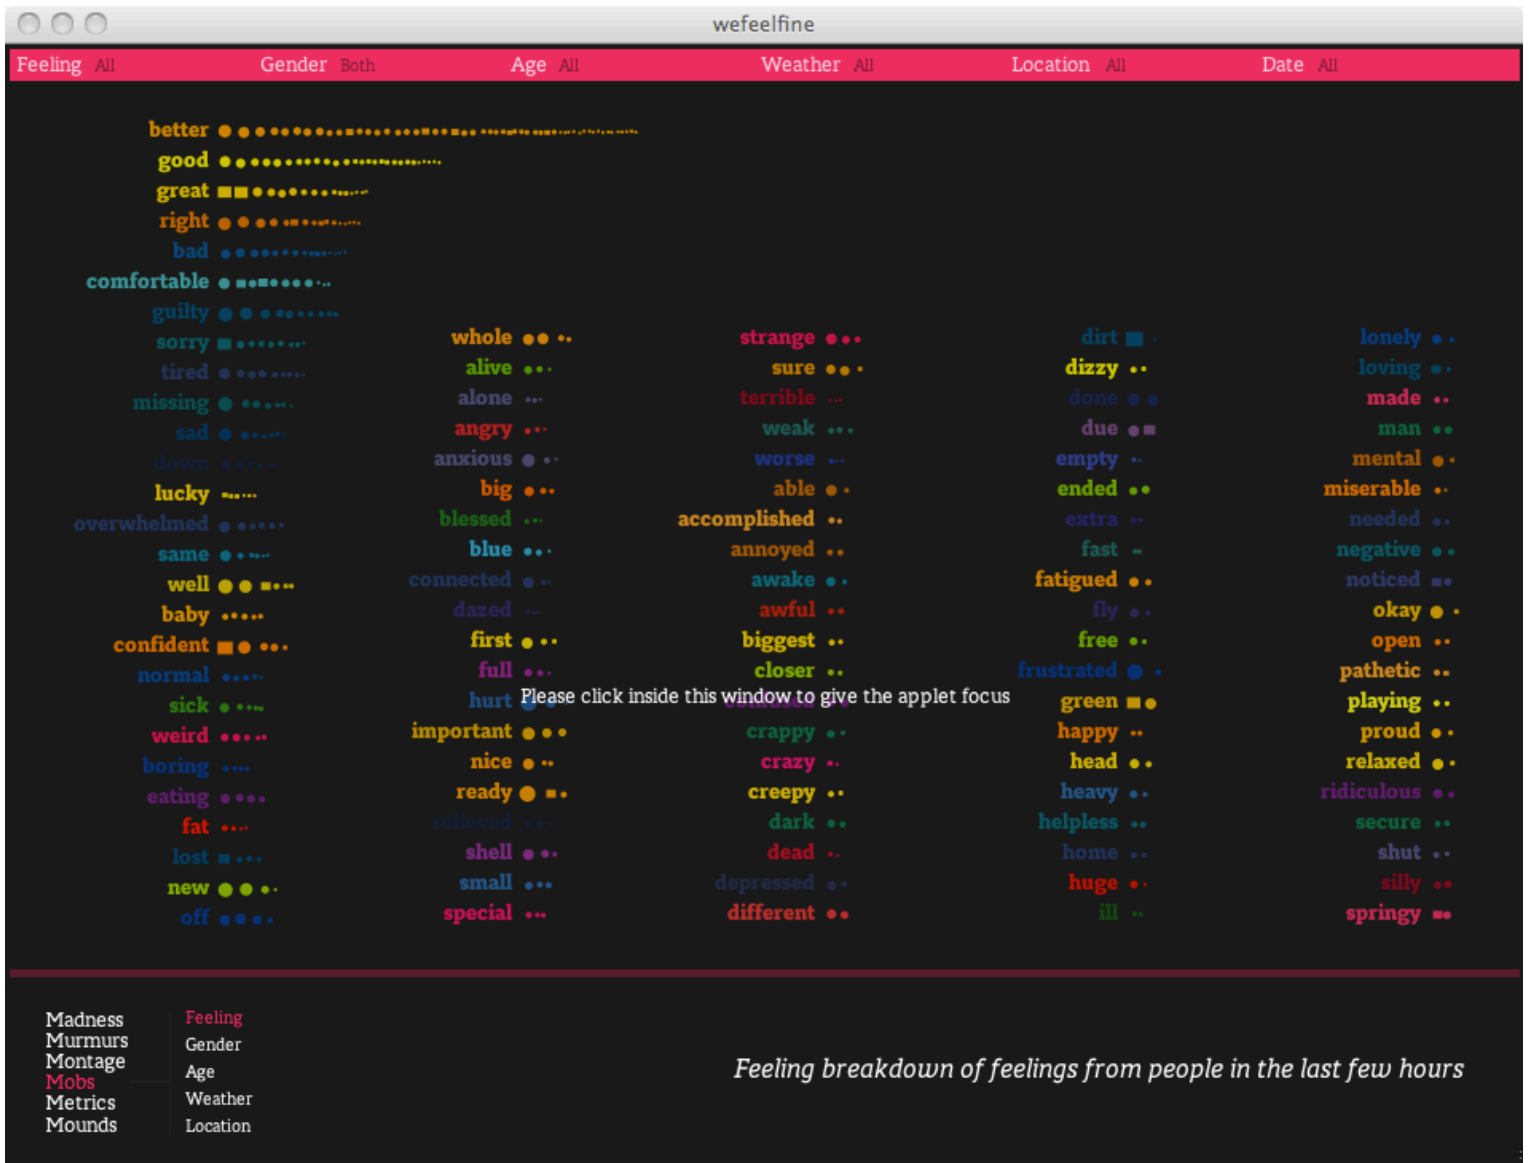 wefeelfine
Feeling All Gender Both Age All Weather All Location All Date All
better
good
great
right
bad
comfortable
guilty
sorry
tired
missing
sad
down
lucky
overwhelmed
same
well
baby
confident
normal
sick
weird
boring
eating
fat
lost
new
off
whole
alive
alone
angry
anxious
big
blessed
blue
connected
dazed
first
full
hurt
important
nice
ready
relieved
shell
small
special
strange
sure
terrible
weak
worse
able
accomplished
annoyed
awake
awful
biggest
closer
confused
crappy
crazy
creepy
dark
dead
depressed
different
dirt
dizzy
done
due
empty
ended
extra
fast
fatigued
fly
free
frustrated
green
happy
head
heavy
helpless
home
huge
ill
lonely
loving
made
man
mental
miserable
needed
negative
noticed
okay
open
pathetic
playing
proud
relaxed
ridiculous
secure
shut
silly
springy
Please click inside this window to give the applet focus
Madness
Murmurs
Montage
Mobs
Metrics
Mounds
Feeling
Gender
Age
Weather
Location
Feeling breakdown of feelings from people in the last few hours